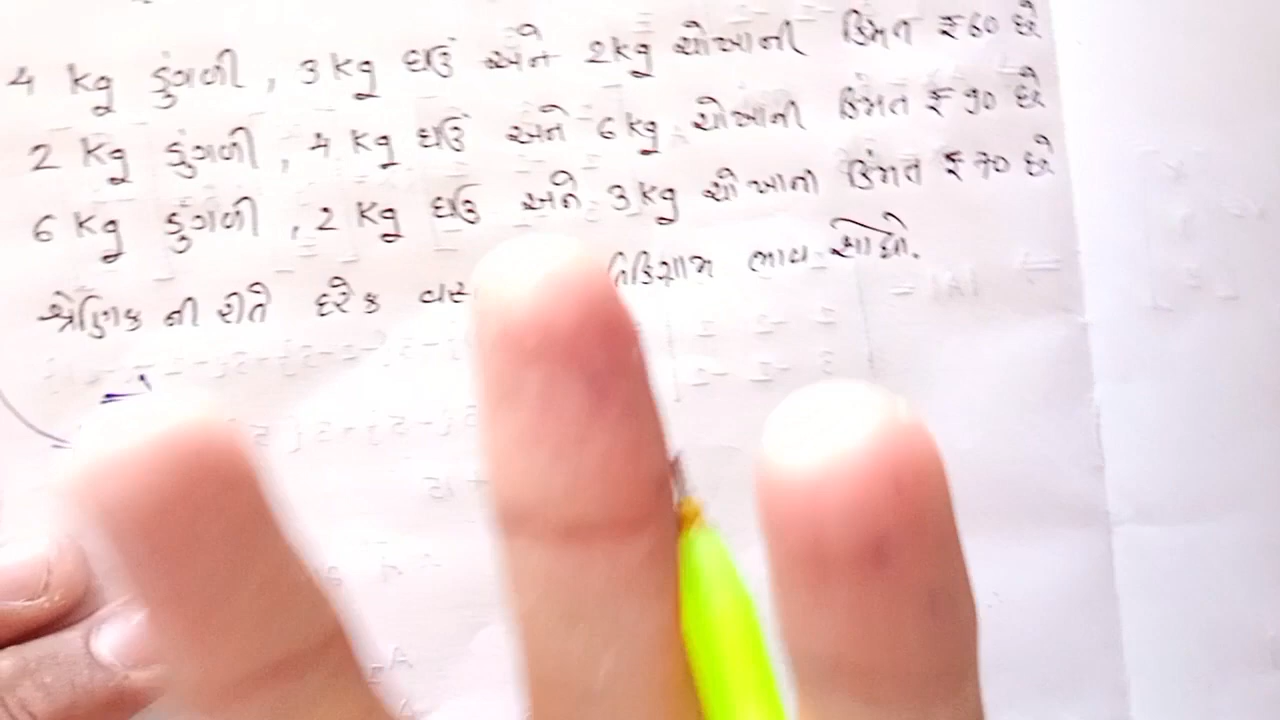 4 kg ડુંગળી, 3 kg ઘઉં અને 2 kg ચોખાની કિંમત ₹ 60 છે
2 kg ડુંગળી, 4 kg ઘઉં અને 6 kg ચોખાની કિંમત ₹ 90 છે
6 kg ડુંગળી, 2 kg ઘઉં અને 3 kg ચોખાના કિંમત ₹ 70 છે
શ્રેણિક ની રીતે દરેક ભાવ શોધો.